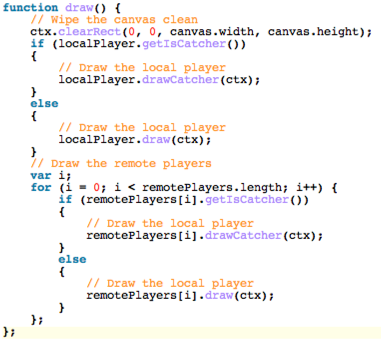 function draw() {
    // Wipe the canvas clean
    ctx.clearRect(0, 0, canvas.width, canvas.height);
    if (localPlayer.getIsCatcher())
    {
        // Draw the local player
        localPlayer.drawCatcher(ctx);
    }
    else
    {
        // Draw the local player
        localPlayer.draw(ctx);
    }
    // Draw the remote players
    var i;
    for (i = 0; i < remotePlayers.length; i++) {
        if (remotePlayers[i].getIsCatcher())
        {
            // Draw the local player
            remotePlayers[i].drawCatcher(ctx);
        }
        else
        {
            // Draw the local player
            remotePlayers[i].draw(ctx);
        }
    };
};